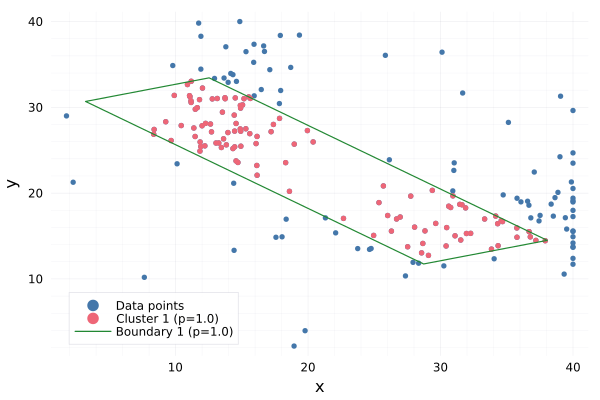 40
30
20
10
y
Data points
Cluster 1 (p=1.0)
Boundary 1 (p=1.0)
10 20 30 40
x